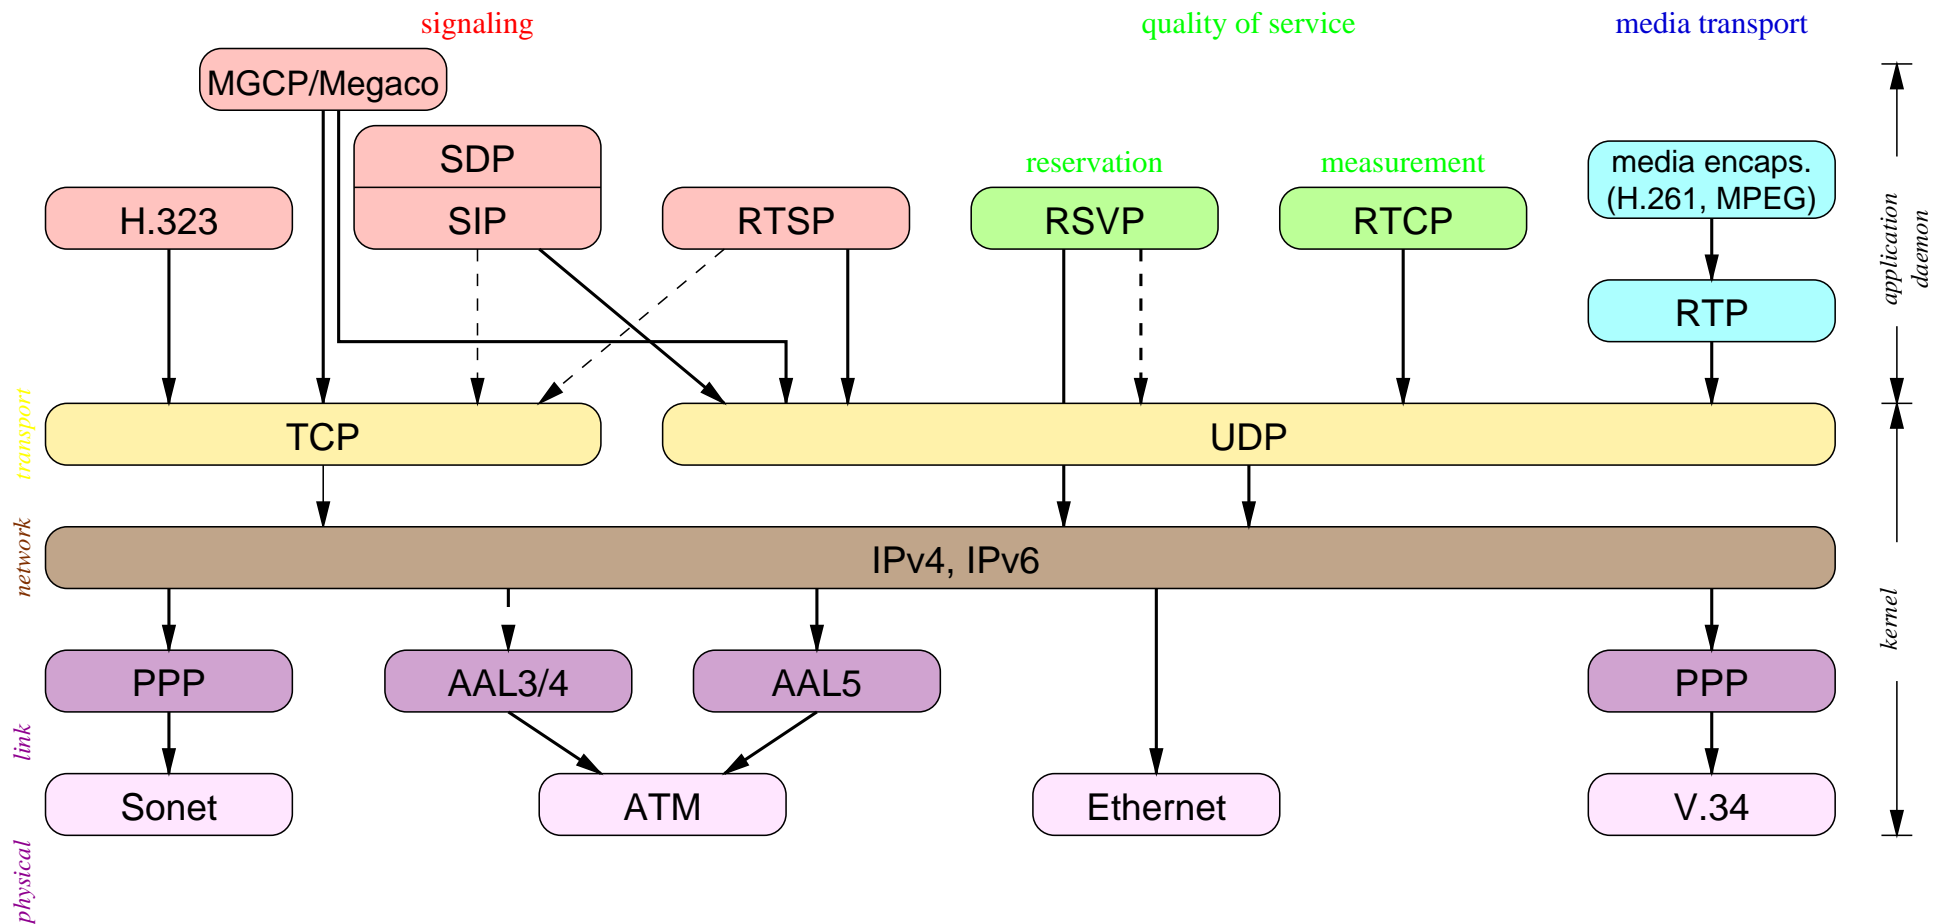 signaling
quality of service
media transport
MGCP/Megaco
SDP
SIP
reservation
measurement
media encaps.
(H.261, MPEG)
H.323
RTSP
RSVP
RTCP
application
daemon
RTP
transport
TCP
UDP
network
IPv4, IPv6
kernel
PPP
AAL3/4
AAL5
PPP
link
Sonet
ATM
Ethernet
V.34
physical